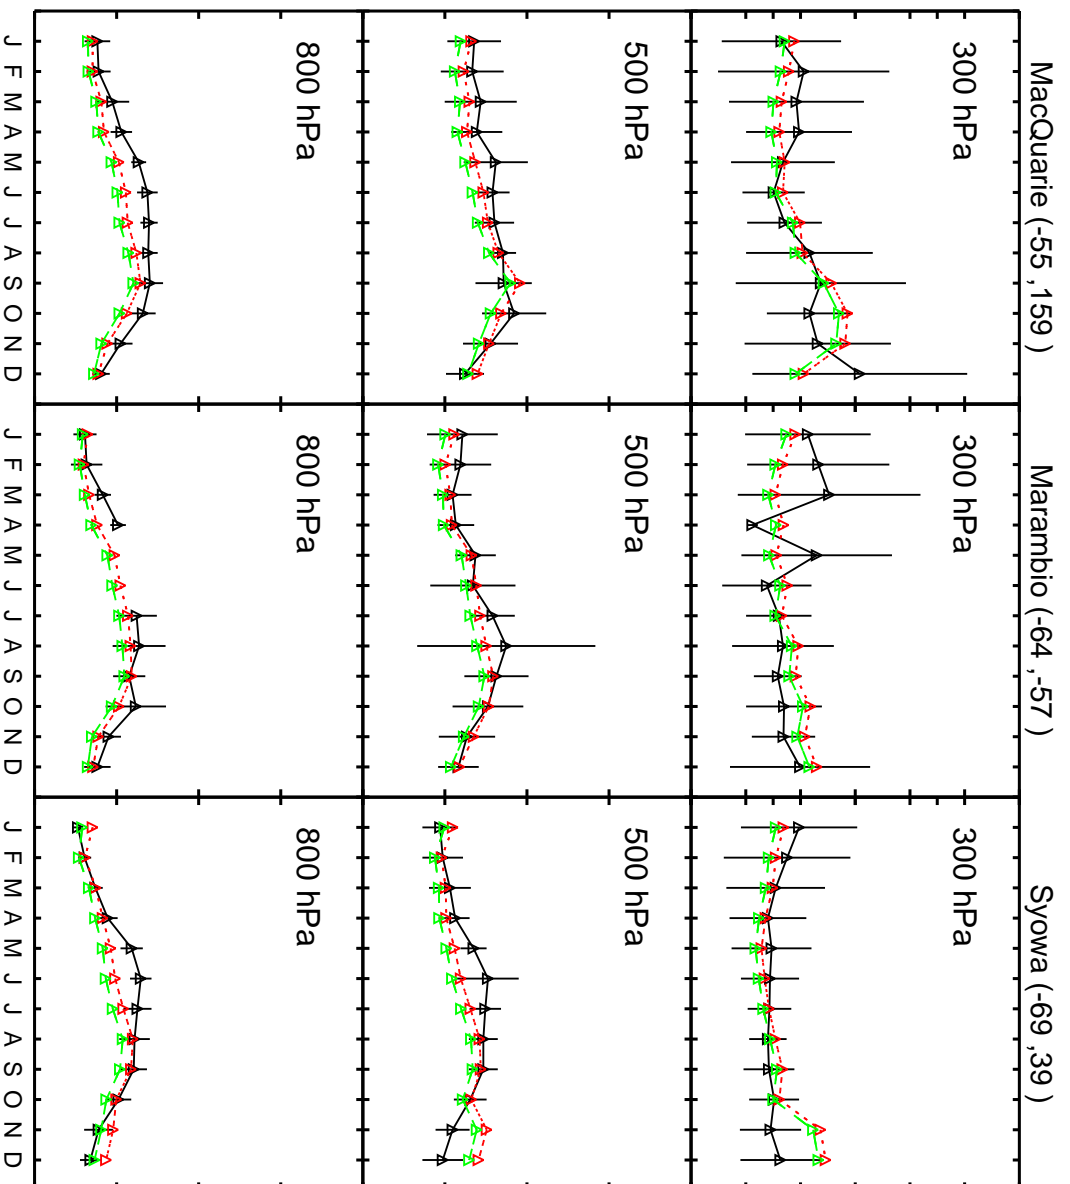 MacQuarie (-55 ,159 )
Marambio (-64 ,-57 )
Syowa (-69 ,39 )
300 hPa
300 hPa
300 hPa
500 hPa
500 hPa
500 hPa
800 hPa
800 hPa
800 hPa
J F M A M J J A S O N D
J F M A M J J A S O N D
J F M A M J J A S O N D